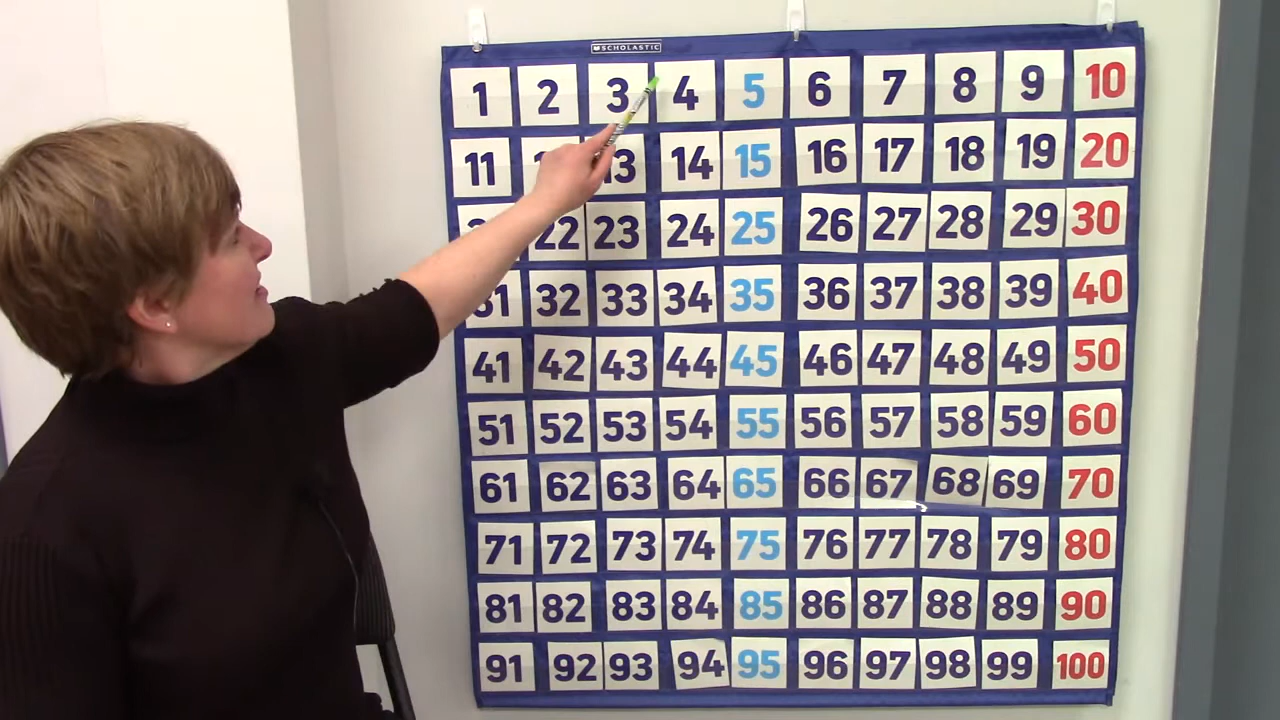 SCHOLASTIC
1 2 3 4 5 6 7 8 9 10
11 13 14 15 16 17 18 19 20
22 23 24 25 26 27 28 29 30
32 33 34 35 36 37 38 39 40
41 42 43 44 45 46 47 48 49 50
51 52 53 54 55 56 57 58 59 60
61 62 63 64 65 66 67 68 69 70
71 72 73 74 75 76 77 78 79 80
81 82 83 84 85 86 87 88 89 90
91 92 93 94 95 96 97 98 99 100